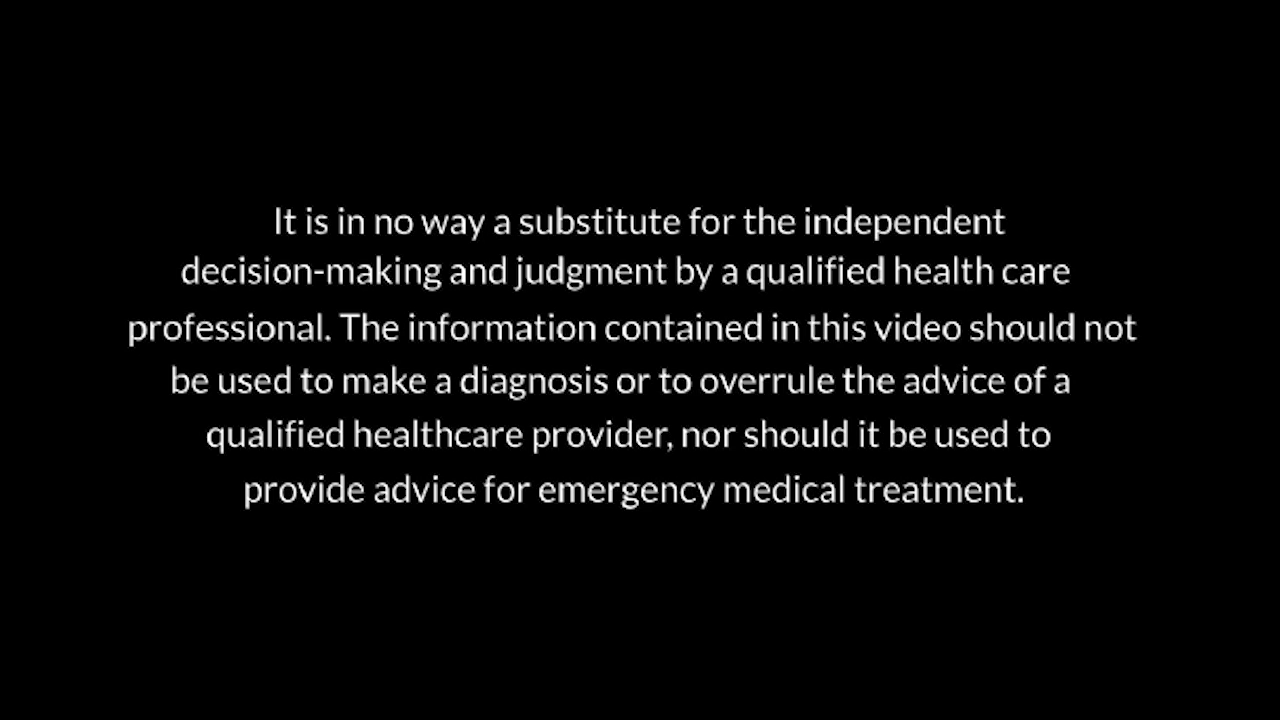 It is in no way a substitute for the independent
decision-making and judgment by a qualified health care
professional. The information contained in this video should not
be used to make a diagnosis or to overrule the advice of a
qualified healthcare provider, nor should it be used to
provide advice for emergency medical treatment.